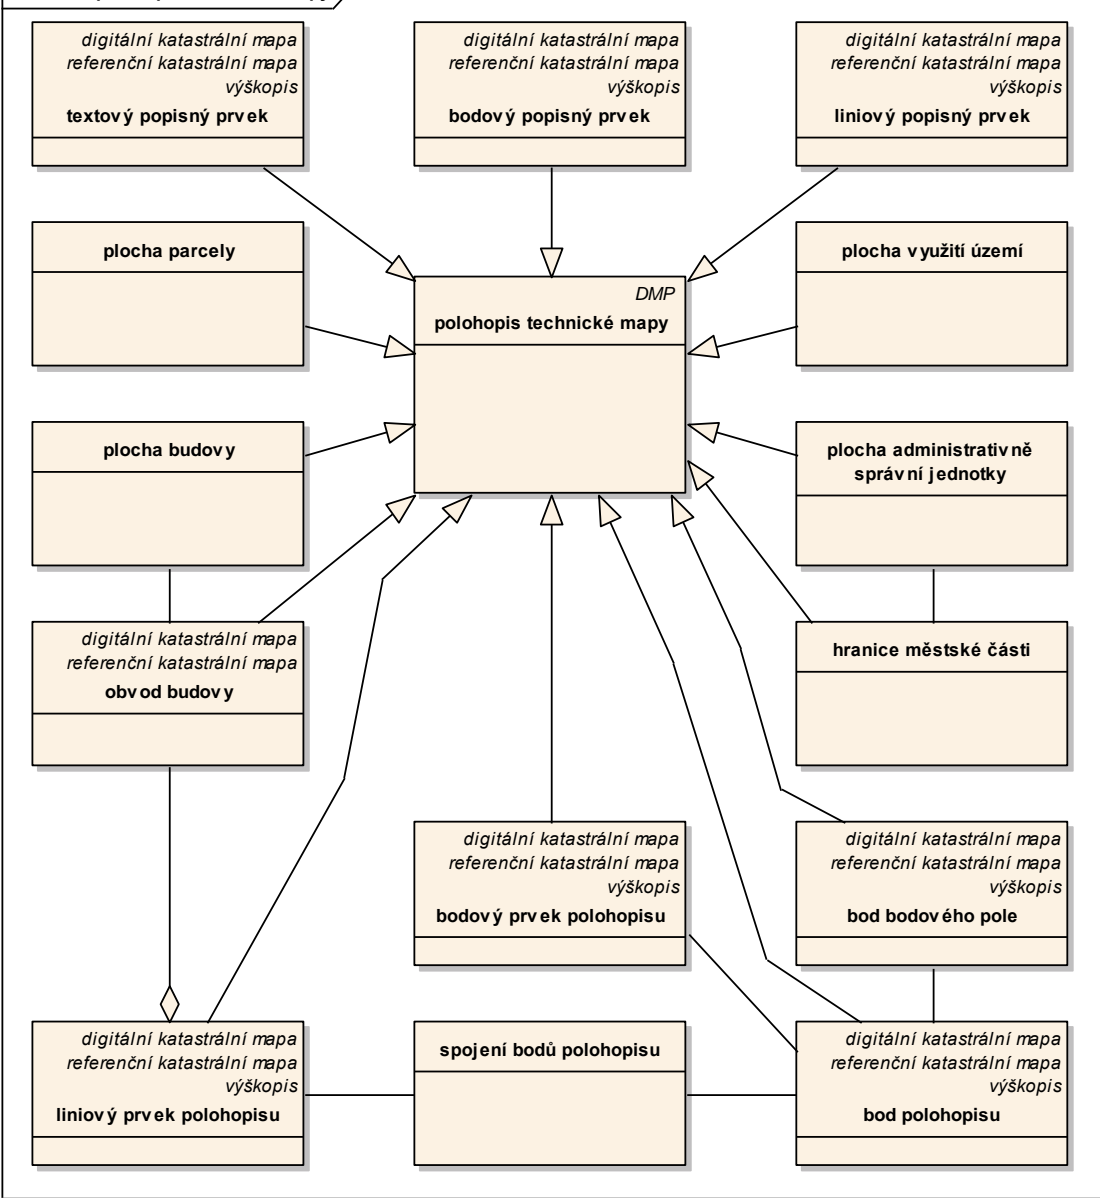 digitální katastrální mapa
referenční katastrální mapa
výškopis
textový popisný prvek
digitální katastrální mapa
referenční katastrální mapa
výškopis
bodový popisný prvek
digitální katastrální mapa
referenční katastrální mapa
výškopis
liniový popisný prvek
plocha parcely
DMP
polohopis technické mapy
plocha využití území
plocha budovy
plocha administrativně
správní jednotky
digitální katastrální mapa
referenční katastrální mapa
obvod budovy
hranice městské části
digitální katastrální mapa
referenční katastrální mapa
výškopis
bodový prvek polohopisu
digitální katastrální mapa
referenční katastrální mapa
výškopis
bod bodového pole
digitální katastrální mapa
referenční katastrální mapa
výškopis
liniový prvek polohopisu
spojení bodů polohopisu
digitální katastrální mapa
referenční katastrální mapa
výškopis
bod polohopisu